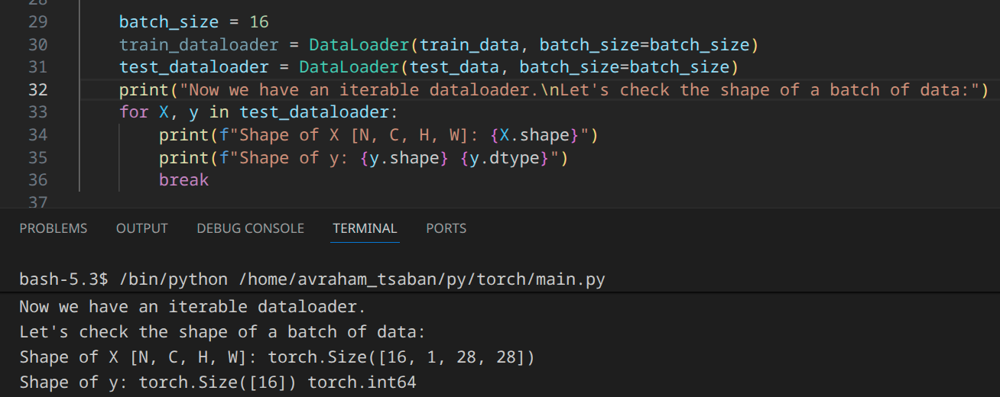 28
29 batch_size = 16
30 train_dataloader = DataLoader(train_data, batch_size=batch_size)
31 test_dataloader = DataLoader(test_data, batch_size=batch_size)
32 print("Now we have an iterable dataloader.\nLet's check the shape of a batch of data:")
33 for X, y in test_dataloader:
34     print(f"Shape of X [N, C, H, W]: {X.shape}")
35     print(f"Shape of y: {y.shape} {y.dtype}")
36     break
37
PROBLEMS OUTPUT DEBUG CONSOLE TERMINAL PORTS
bash-5.3$ /bin/python /home/avraham_tsaban/py/torch/main.py
Now we have an iterable dataloader.
Let's check the shape of a batch of data:
Shape of X [N, C, H, W]: torch.Size([16, 1, 28, 28])
Shape of y: torch.Size([16]) torch.int64